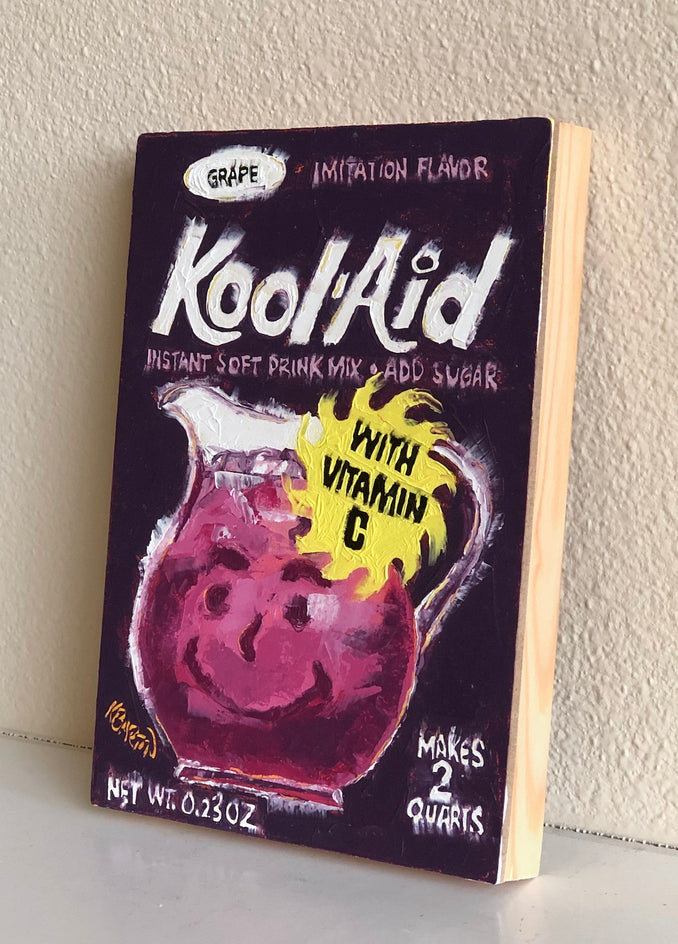 GRAPE
IMITATION FLAVOR
Kool-Aid
INSTANT SOFT DRINK MIX • ADD SUGAR
WITH
VITAMIN
C
MAKES
2
QUARTS
NET WT. 0.23 OZ